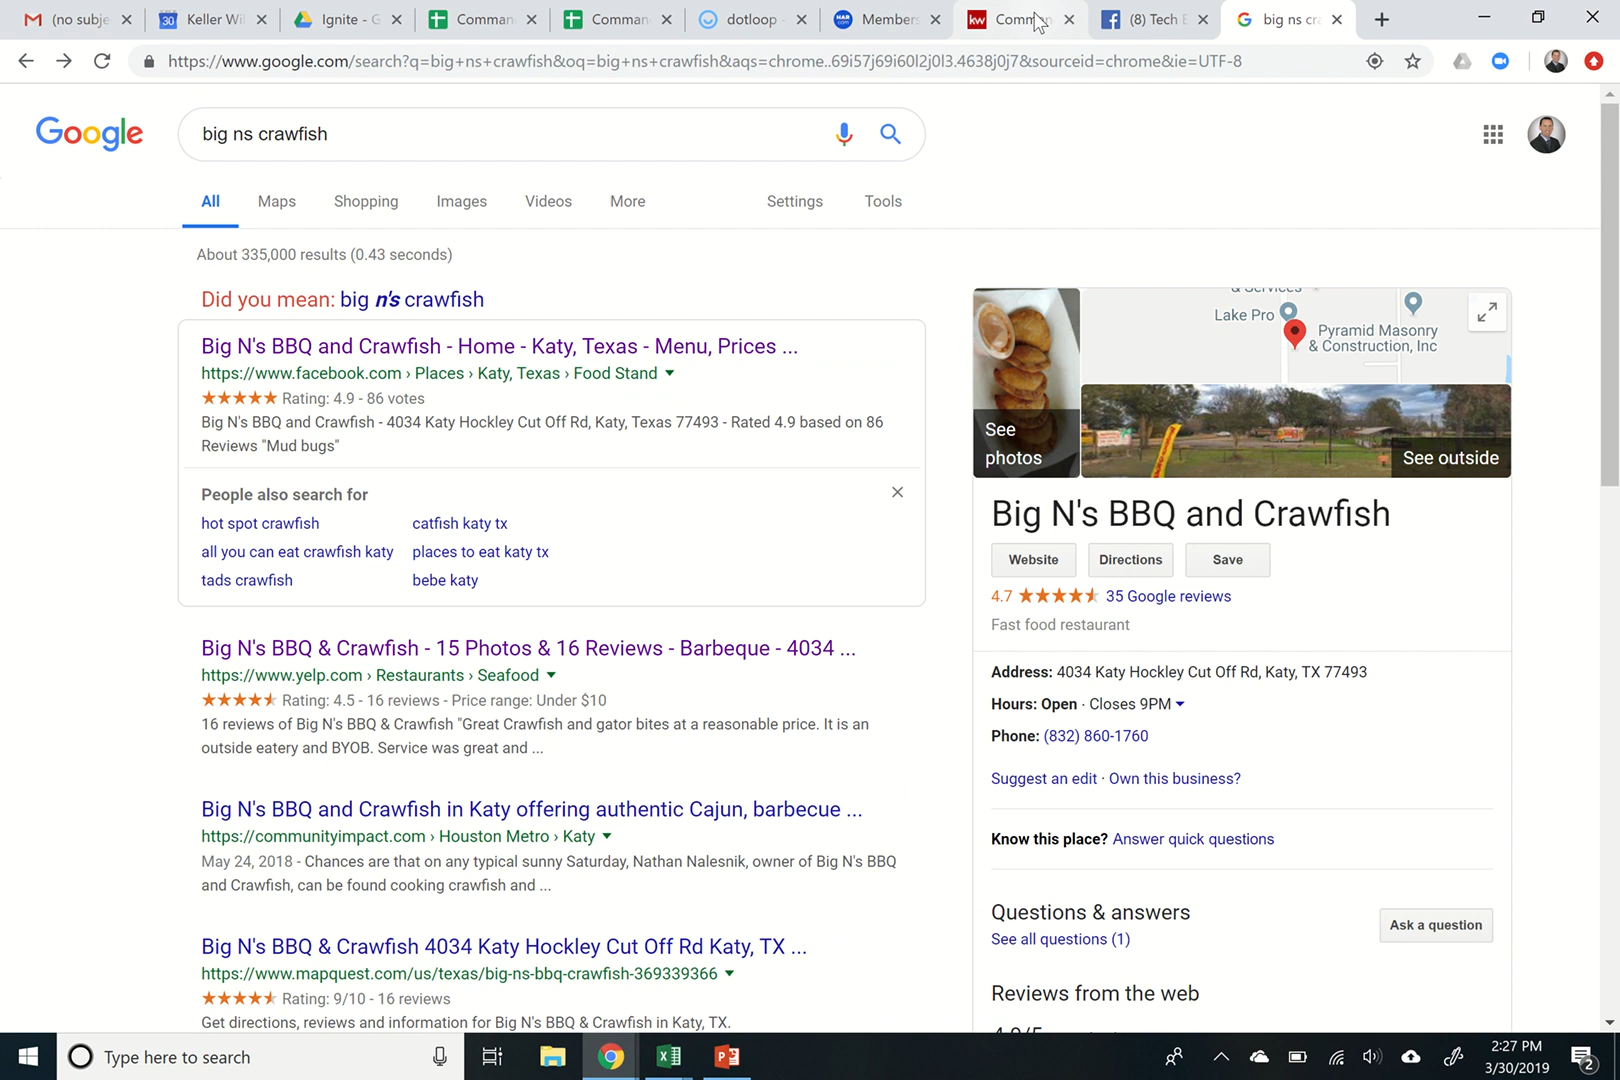 (no subje
30
Keller Wil
Ignite - G
Comman
Comman
dotloop -
HAR
.com
Members
kw
Comman
(8) Tech E
big ns cra
https://www.google.com/search?q=big+ns+crawfish&oq=big+ns+crawfish&aqs=chrome..69i57j69i60l2j0l3.4638j0j7&sourceid=chrome&ie=UTF-8
Google
big ns crawfish
All
Maps
Shopping
Images
Videos
More
Settings
Tools
About 335,000 results (0.43 seconds)
Did you mean: big n's crawfish
Big N's BBQ and Crawfish - Home - Katy, Texas - Menu, Prices ...
https://www.facebook.com › Places › Katy, Texas › Food Stand
Rating: 4.9 - 86 votes
Big N's BBQ and Crawfish - 4034 Katy Hockley Cut Off Rd, Katy, Texas 77493 - Rated 4.9 based on 86
Reviews "Mud bugs"
People also search for
hot spot crawfish
catfish katy tx
all you can eat crawfish katy
places to eat katy tx
tads crawfish
bebe katy
Big N's BBQ & Crawfish - 15 Photos & 16 Reviews - Barbeque - 4034 ...
https://www.yelp.com › Restaurants › Seafood
Rating: 4.5 - 16 reviews - Price range: Under $10
16 reviews of Big N's BBQ & Crawfish "Great Crawfish and gator bites at a reasonable price. It is an
outside eatery and BYOB. Service was great and ...
Big N's BBQ and Crawfish in Katy offering authentic Cajun, barbecue ...
https://communityimpact.com › Houston Metro › Katy
May 24, 2018 - Chances are that on any typical sunny Saturday, Nathan Nalesnik, owner of Big N's BBQ
and Crawfish, can be found cooking crawfish and ...
Big N's BBQ & Crawfish 4034 Katy Hockley Cut Off Rd Katy, TX ...
https://www.mapquest.com/us/texas/big-ns-bbq-crawfish-369339366
Rating: 9/10 - 16 reviews
Get directions, reviews and information for Big N's BBQ & Crawfish in Katy, TX.
& Services
Lake Pro
Pyramid Masonry
& Construction, Inc
See
photos
See outside
Big N's BBQ and Crawfish
Website
Directions
Save
4.7
35 Google reviews
Fast food restaurant
Address: 4034 Katy Hockley Cut Off Rd, Katy, TX 77493
Hours: Open · Closes 9PM
Phone: (832) 860-1760
Suggest an edit · Own this business?
Know this place? Answer quick questions
Questions & answers
See all questions (1)
Ask a question
Reviews from the web
Type here to search
2:27 PM
3/30/2019
2